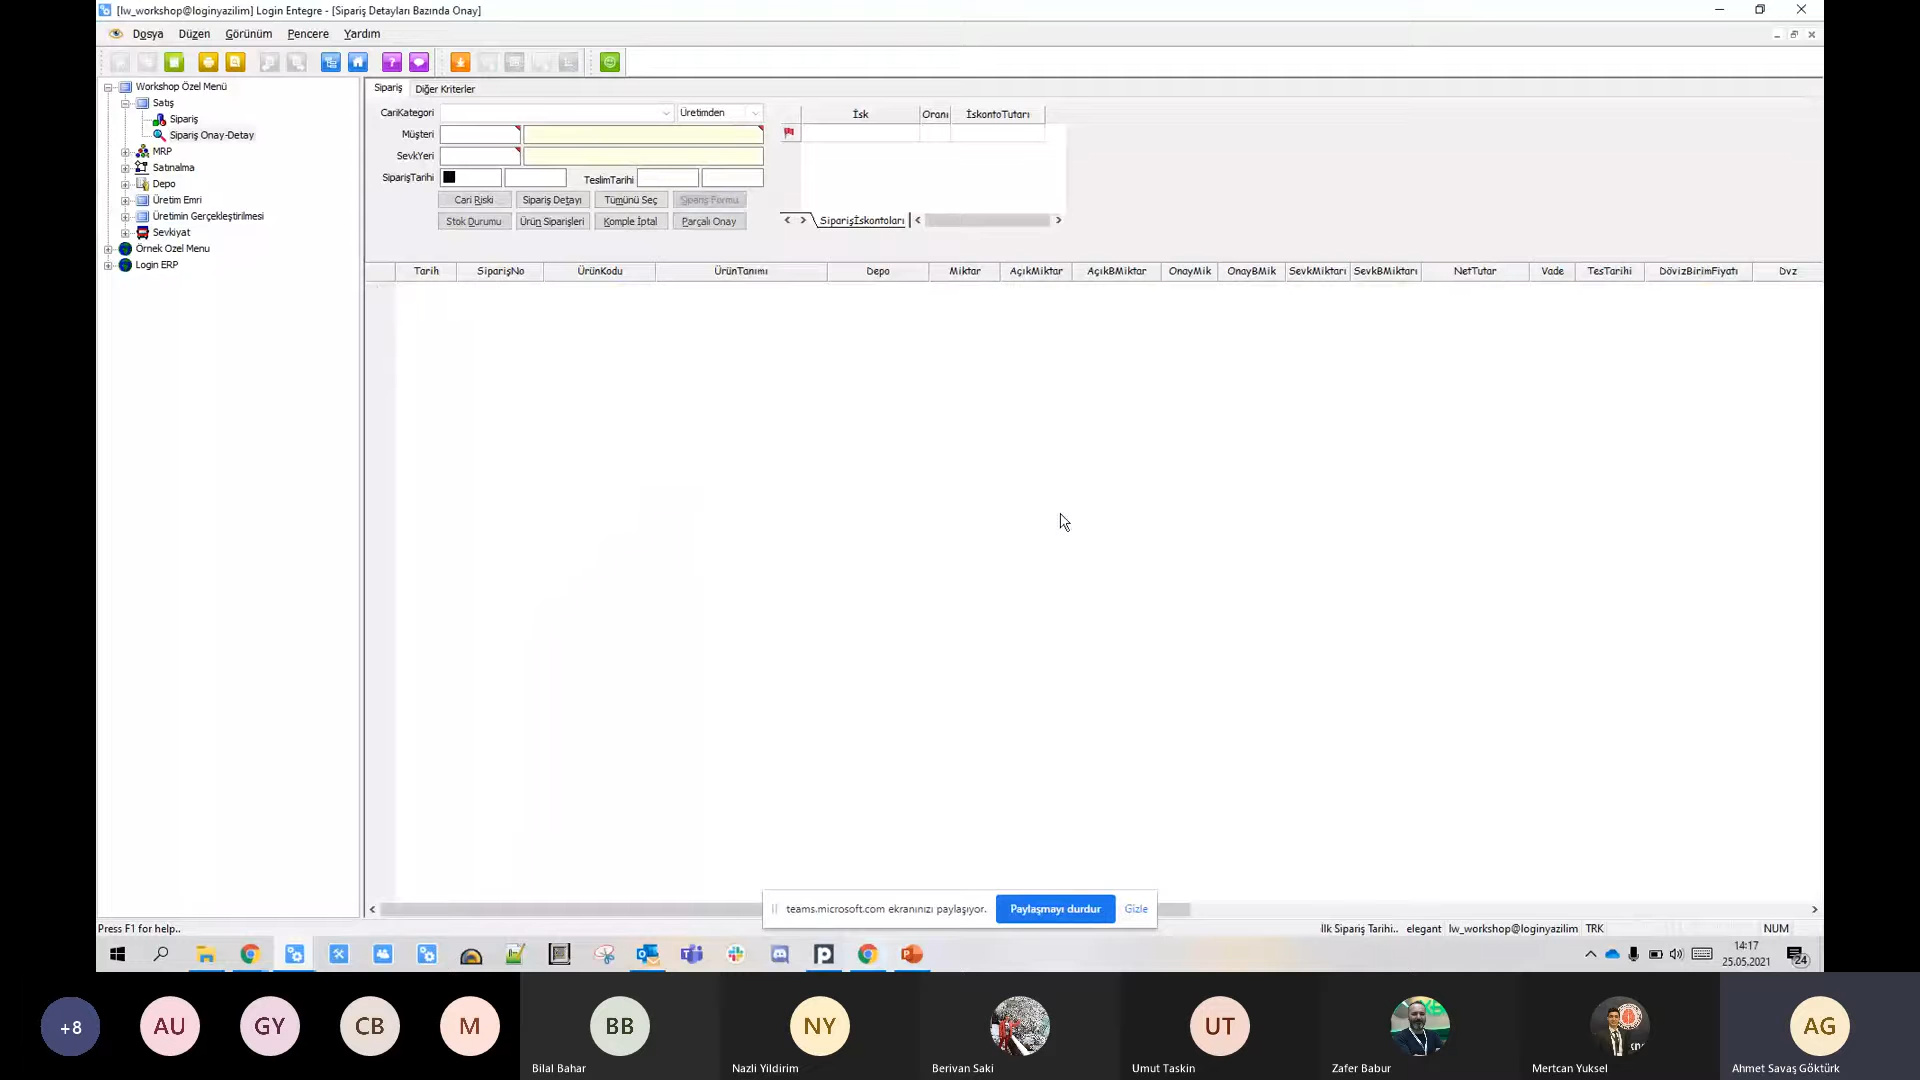 [lw_workshop@loginyazilim] Login Entegre - [Sipariş Detayları Bazında Onay]
Dosya Düzen Görünüm Pencere Yardım
Workshop Özel Menü
Satış
Sipariş
Sipariş Onay-Detay
MRP
Satınalma
Depo
Üretim Emri
Üretimin Gerçekleştirilmesi
Sevkiyat
Örnek Ozel Menu
Login ERP
Sipariş Diğer Kriterler
CariKategori Üretimden
Müşteri
SevkYeri
SiparişTarihi TeslimTarihi
Cari Riski Sipariş Detayı Tümünü Seç Sipariş Formu
Stok Durumu Ürün Siparişleri Komple İptal Parçalı Onay
İsk Oranı İskontoTutarı
Siparişİskontoları
Tarih SiparişNo ÜrünKodu ÜrünTanımı Depo Miktar AçıkMiktar AçıkBMiktar OnayMik OnayBMik SevkMiktarı SevkBMiktarı NetTutar Vade TesTarihi DövizBirimFiyatı Dvz
teams.microsoft.com ekranınızı paylaşıyor. Paylaşmayı durdur Gizle
Press F1 for help.. İlk Sipariş Tarihi.. elegant lw_workshop@loginyazilim TRK NUM
14:17
25.05.2021
24
+8 AU GY CB M BB NY UT AG
Bilal Bahar Nazli Yildirim Berivan Saki Umut Taskin Zafer Babur Mertcan Yuksel Ahmet Savaş Göktürk